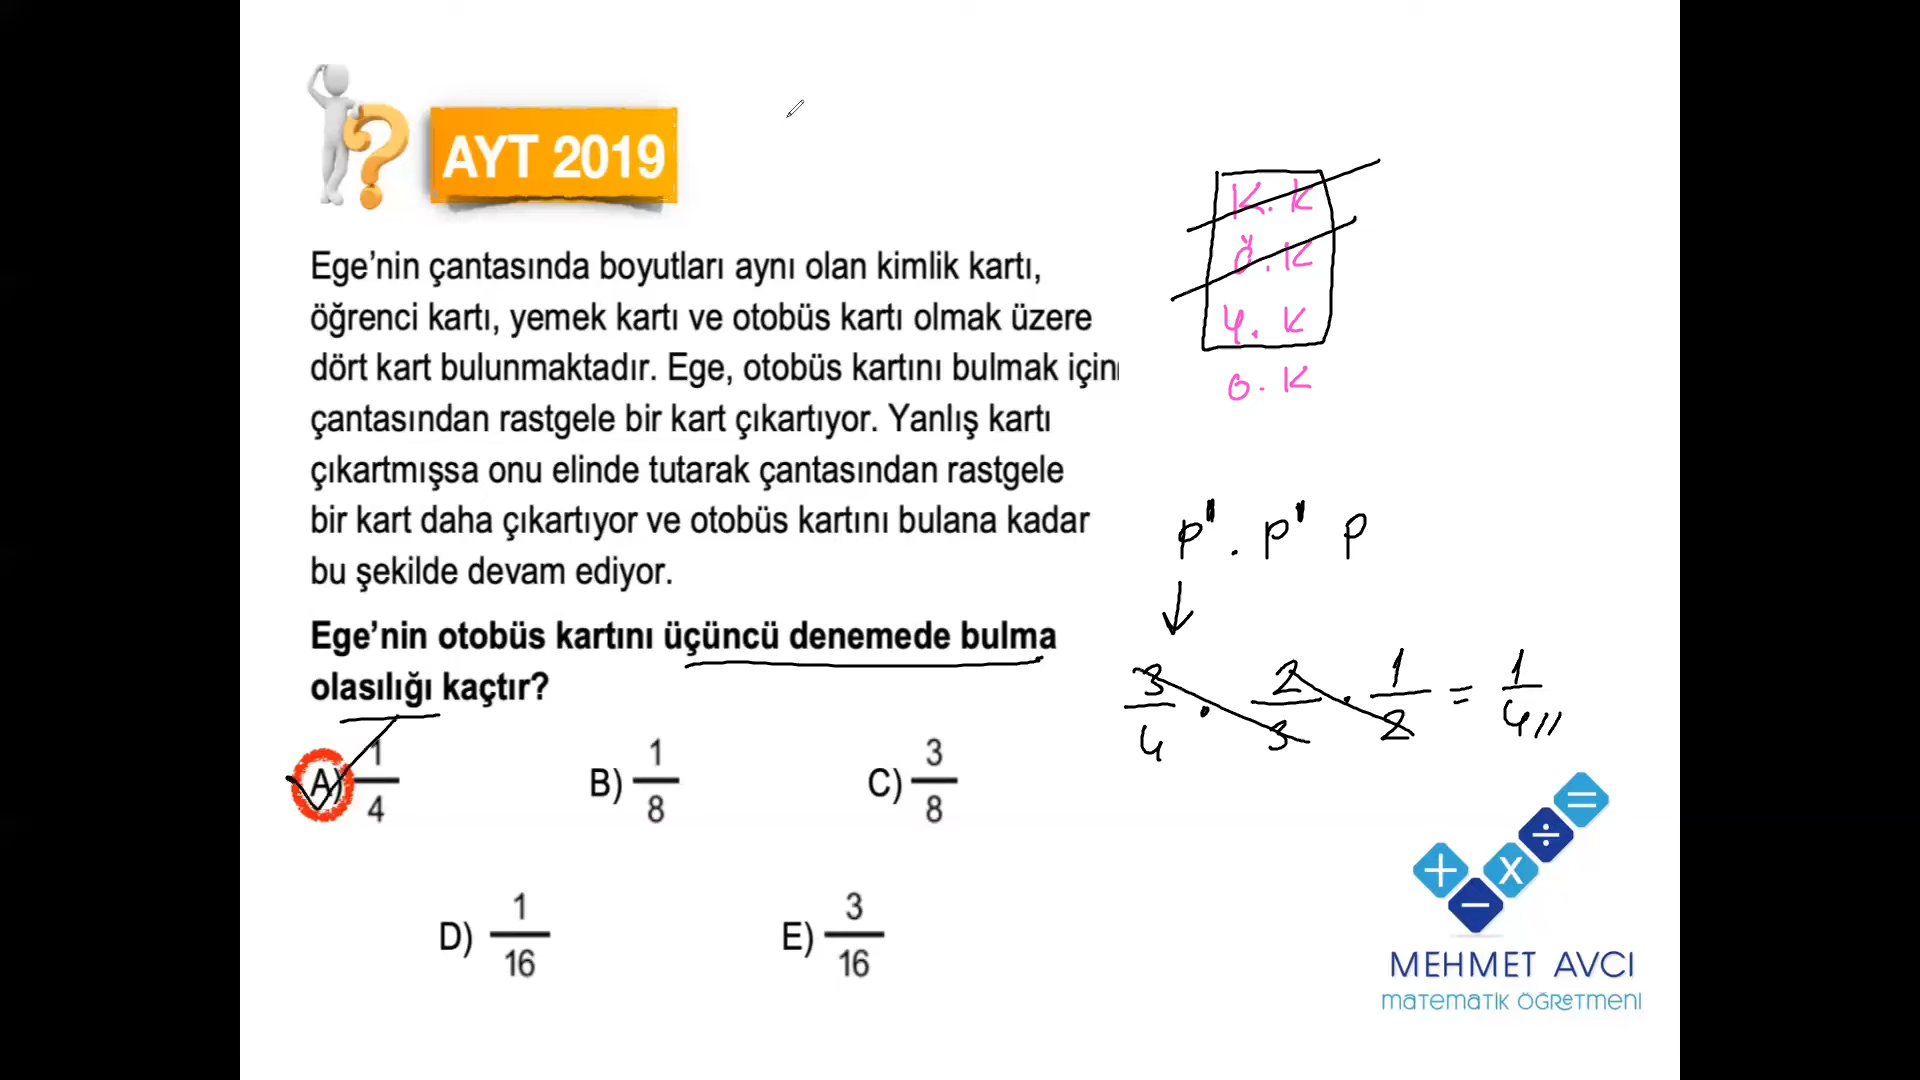 AYT 2019
Ege’nin çantasında boyutları aynı olan kimlik kartı,
öğrenci kartı, yemek kartı ve otobüs kartı olmak üzere
dört kart bulunmaktadır. Ege, otobüs kartını bulmak için
çantasından rastgele bir kart çıkartıyor. Yanlış kartı
çıkartmışsa onu elinde tutarak çantasından rastgele
bir kart daha çıkartıyor ve otobüs kartını bulana kadar
bu şekilde devam ediyor.
Ege’nin otobüs kartını üçüncü denemede bulma
olasılığı kaçtır?
A) 1/4
B) 1/8
C) 3/8
D) 1/16
E) 3/16
K. K
Ö. K
Y. K
O. K
P' . P' P
3/4 . 2/3 . 1/2 = 1/4 //
+ − x ÷ =
MEHMET AVCI
matematik ÖĞRETMENİ